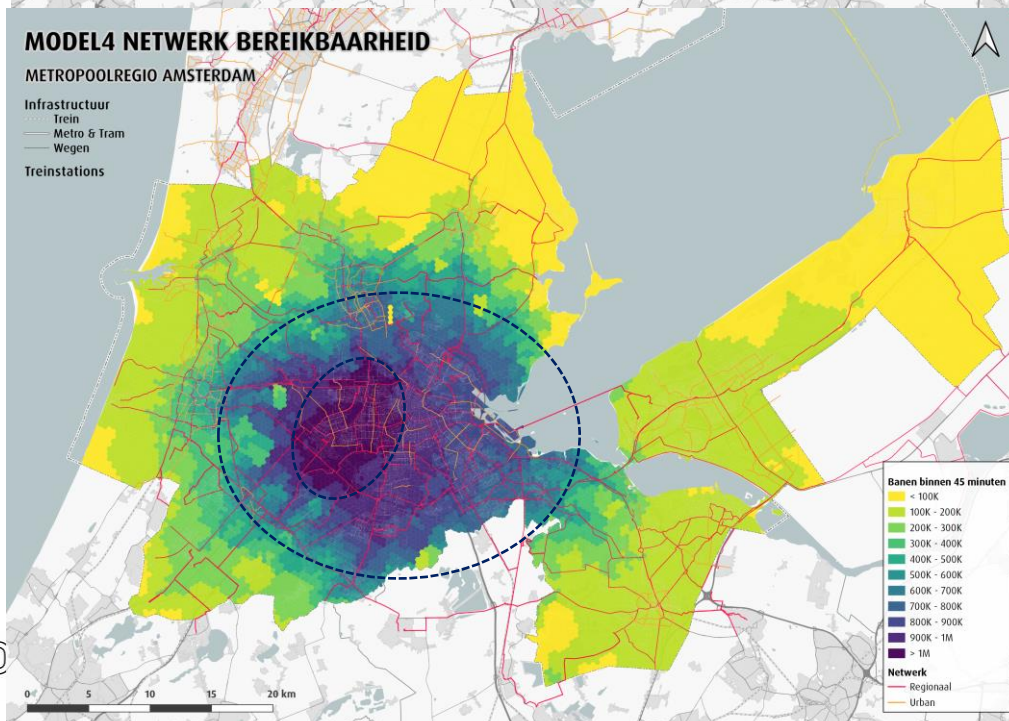 MODEL4 NETWERK BEREIKBAARHEID
METROPOOLREGIO AMSTERDAM
Infrastructuur
Trein
Metro & Tram
Wegen
Treinstations
Banen binnen 45 minuten
< 100K
100K - 200K
200K - 300K
300K - 400K
400K - 500K
500K - 600K
600K - 700K
700K - 800K
800K - 900K
900K - 1M
> 1M
Netwerk
Regionaal
Urban
0 5 10 15 20 km